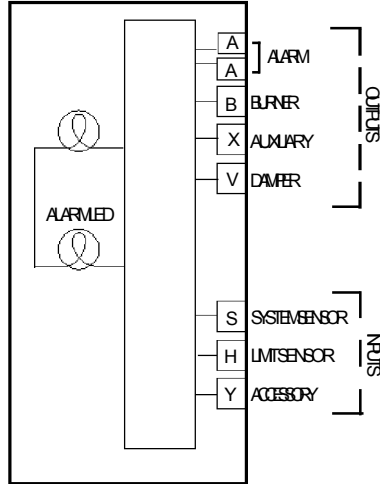 A
A
ALARM
B BURNER
X AUXILIARY
V DAMPER
OUTPUTS
ALARM LED
S SYSTEM SENSOR
H LIMIT SENSOR
Y ACCESSORY
INPUTS